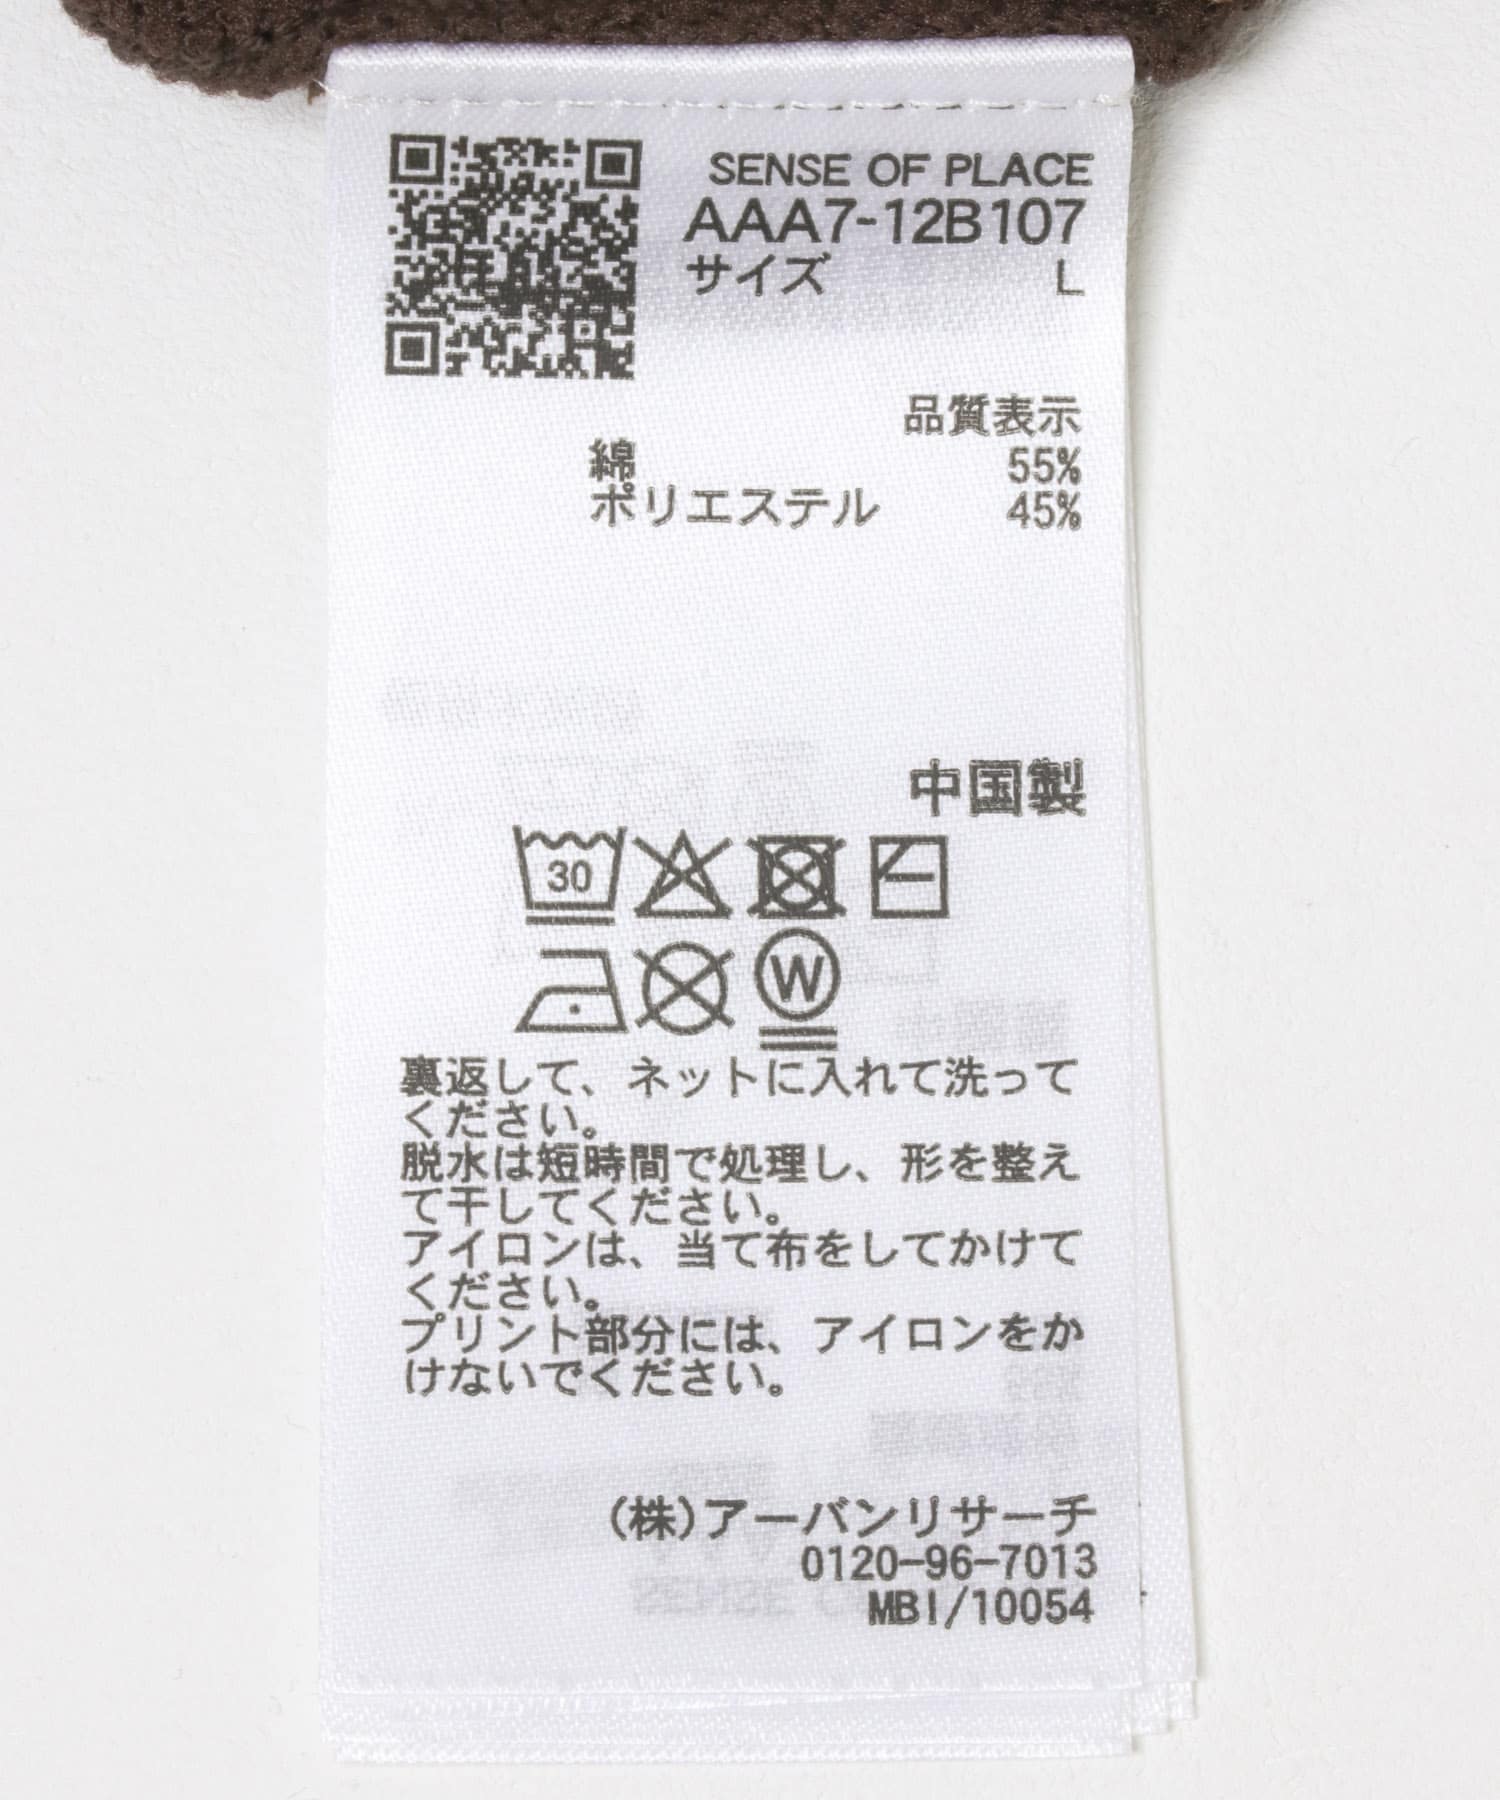 SENSE OF PLACE
AAA7-12B107
サイズ L
品質表示
綿 55%
ポリエステル 45%
中国製
30
W
裏返して、ネットに入れて洗って
ください。
脱水は短時間で処理し、形を整え
て干してください。
アイロンは、当て布をしてかけて
ください。
プリント部分には、アイロンをか
けないでください。
(株)アーバンリサーチ
0120-96-7013
MBI/10054